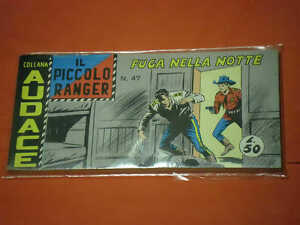 COLLANA
AUDACE
IL
PICCOLO
RANGER
N. 47
FUGA NELLA NOTTE
£.
50